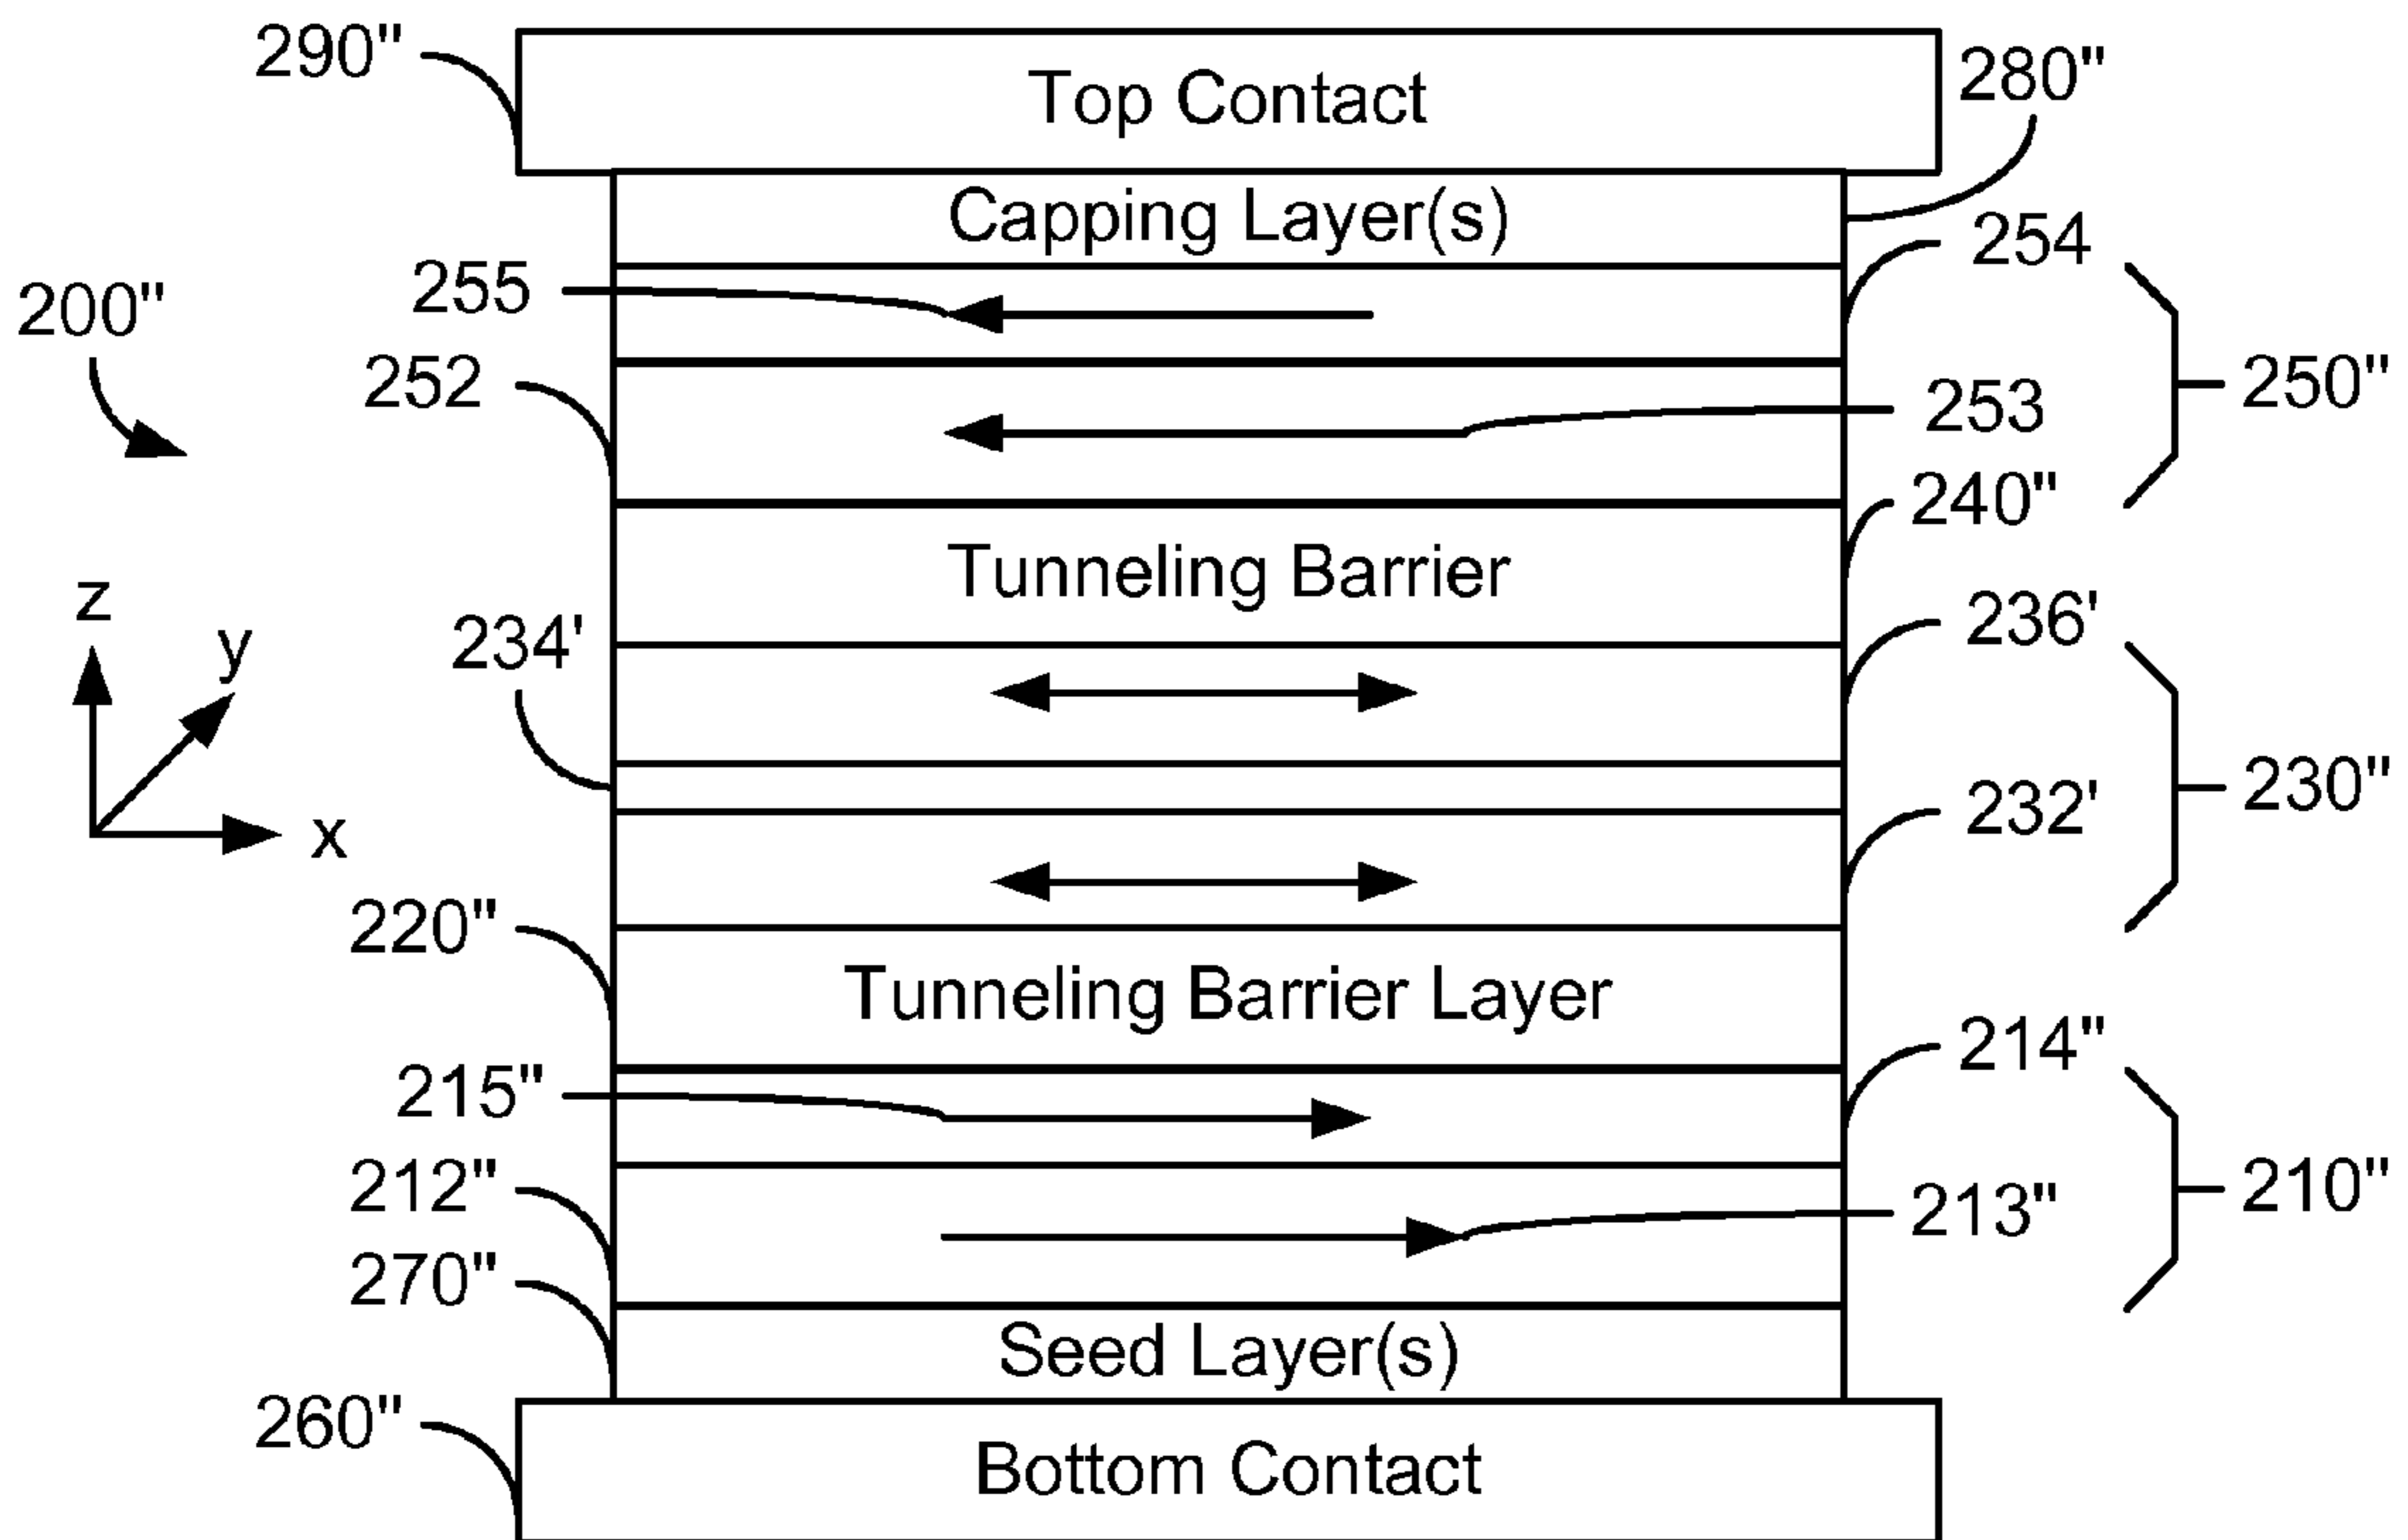 290"
Top Contact
280"
Capping Layer(s)
254
255
200"
252
253
250"
240"
Tunneling Barrier
z
y
x
234'
236'
230"
232'
220"
Tunneling Barrier Layer
214"
215"
212"
213"
210"
270"
Seed Layer(s)
260"
Bottom Contact